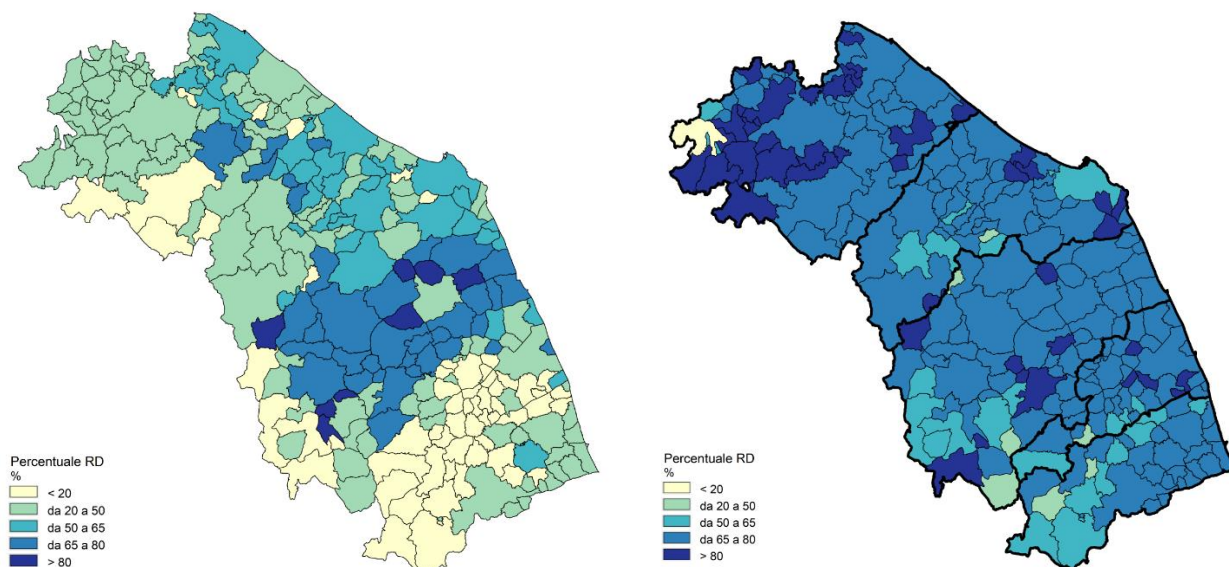 Percentuale RD
%
< 20
da 20 a 50
da 50 a 65
da 65 a 80
> 80
Percentuale RD
%
< 20
da 20 a 50
da 50 a 65
da 65 a 80
> 80